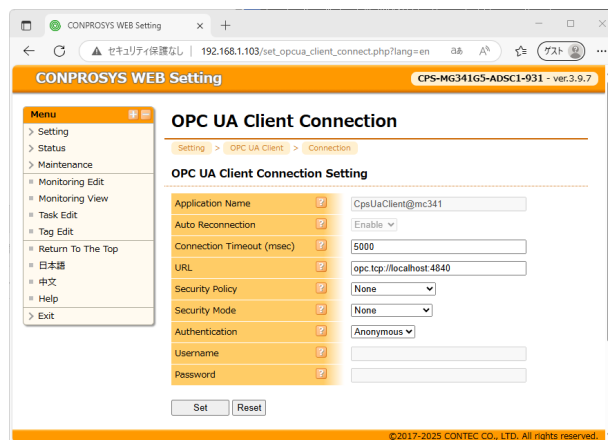 CONPROSYS WEB Setting
セキュリティ保護なし
192.168.1.103/set_opcua_client_connect.php?lang=en
ゲスト
CONPROSYS WEB Setting
CPS-MG341G5-ADSC1-931 - ver.3.9.7
Menu
Setting
Status
Maintenance
Monitoring Edit
Monitoring View
Task Edit
Tag Edit
Return To The Top
日本語
中文
Help
Exit
OPC UA Client Connection
Setting > OPC UA Client > Connection
OPC UA Client Connection Setting
Application Name ? CpsUaClient@mc341
Auto Reconnection ? Enable
Connection Timeout (msec) ? 5000
URL ? opc.tcp://localhost:4840
Security Policy ? None
Security Mode ? None
Authentication ? Anonymous
Username ?
Password ?
Set Reset
©2017-2025 CONTEC CO., LTD. All rights reserved.